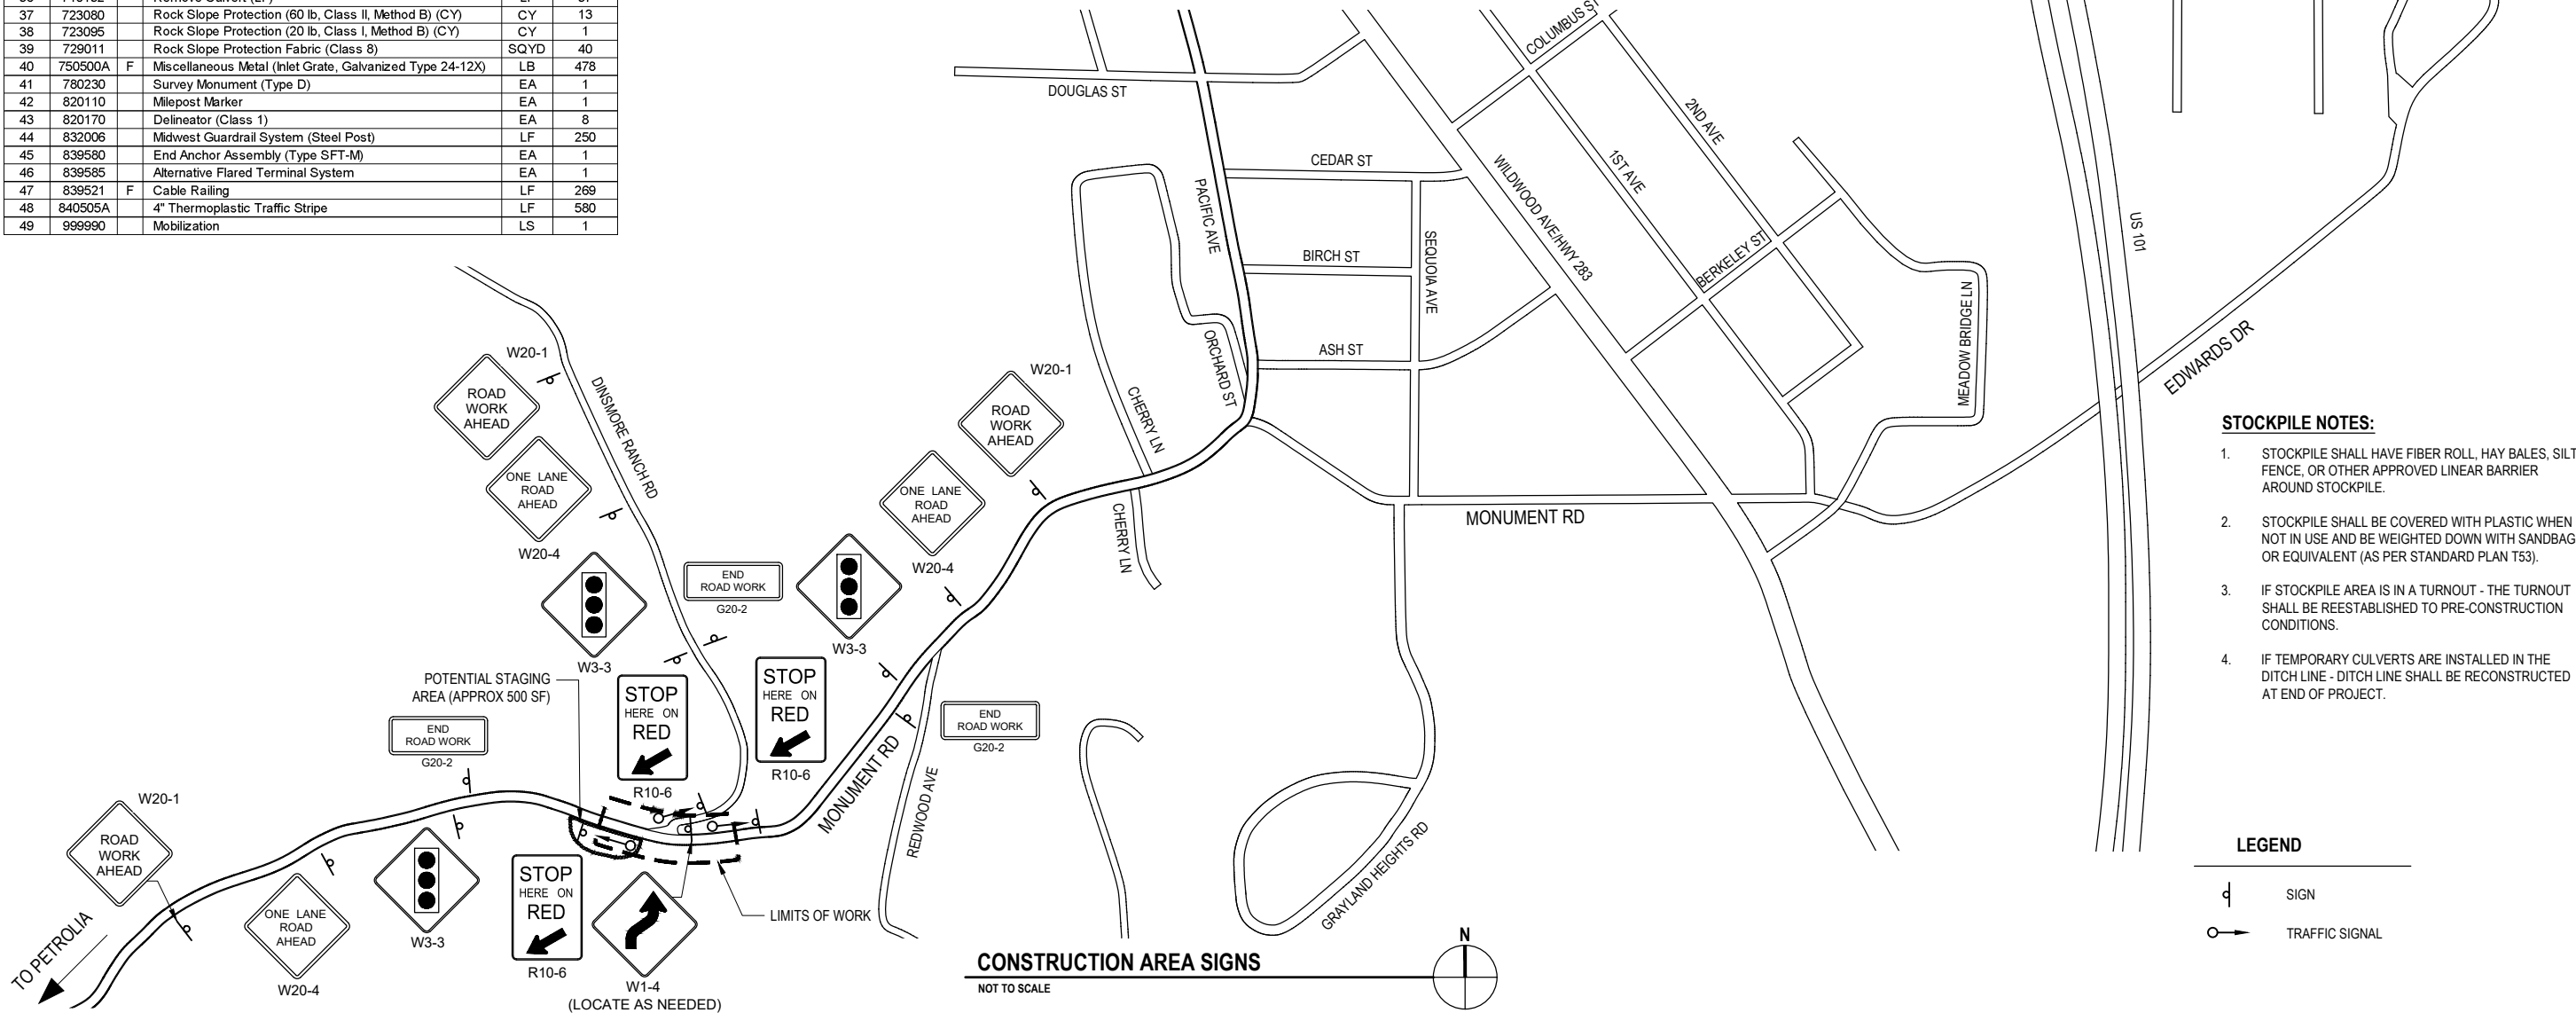 37 723080 Rock Slope Protection (60 lb, Class II, Method B) (CY) CY 13
38 723095 Rock Slope Protection (20 lb, Class I, Method B) (CY) CY 1
39 729011 Rock Slope Protection Fabric (Class 8) SQYD 40
40 750500A F Miscellaneous Metal (Inlet Grate, Galvanized Type 24-12X) LB 478
41 780230 Survey Monument (Type D) EA 1
42 820110 Milepost Marker EA 1
43 820170 Delineator (Class 1) EA 8
44 832006 Midwest Guardrail System (Steel Post) LF 250
45 839580 End Anchor Assembly (Type SFT-M) EA 1
46 839585 Alternative Flared Terminal System EA 1
47 839521 F Cable Railing LF 269
48 840505A 4" Thermoplastic Traffic Stripe LF 580
49 999990 Mobilization LS 1
DOUGLAS ST
COLUMBUS ST
2ND AVE
1ST AVE
CEDAR ST
PACIFIC AVE
WILDWOOD AVE/HWY 283
BIRCH ST
SEQUOIA AVE
BERKELEY ST
US 101
MEADOW BRIDGE LN
ORCHARD ST
ASH ST
EDWARDS DR
CHERRY LN
CHERRY LN
MONUMENT RD
DINSMORE RANCH RD
W20-1
ROAD
WORK
AHEAD
ONE LANE
ROAD
AHEAD
W20-4
W3-3
W20-1
ROAD
WORK
AHEAD
ONE LANE
ROAD
AHEAD
W20-4
W3-3
END
ROAD WORK
G20-2
POTENTIAL STAGING
AREA (APPROX 500 SF)
STOP
HERE ON
RED
R10-6
STOP
HERE ON
RED
R10-6
END
ROAD WORK
G20-2
END
ROAD WORK
G20-2
MONUMENT RD
REDWOOD AVE
GRAYLAND HEIGHTS RD
W20-1
ROAD
WORK
AHEAD
ONE LANE
ROAD
AHEAD
W20-4
W3-3
STOP
HERE ON
RED
R10-6
W1-4
(LOCATE AS NEEDED)
LIMITS OF WORK
TO PETROLIA
CONSTRUCTION AREA SIGNS
NOT TO SCALE
N
STOCKPILE NOTES:
1. STOCKPILE SHALL HAVE FIBER ROLL, HAY BALES, SILT
FENCE, OR OTHER APPROVED LINEAR BARRIER
AROUND STOCKPILE.
2. STOCKPILE SHALL BE COVERED WITH PLASTIC WHEN
NOT IN USE AND BE WEIGHTED DOWN WITH SANDBAG
OR EQUIVALENT (AS PER STANDARD PLAN T53).
3. IF STOCKPILE AREA IS IN A TURNOUT - THE TURNOUT
SHALL BE REESTABLISHED TO PRE-CONSTRUCTION
CONDITIONS.
4. IF TEMPORARY CULVERTS ARE INSTALLED IN THE
DITCH LINE - DITCH LINE SHALL BE RECONSTRUCTED
AT END OF PROJECT.
LEGEND
SIGN
TRAFFIC SIGNAL